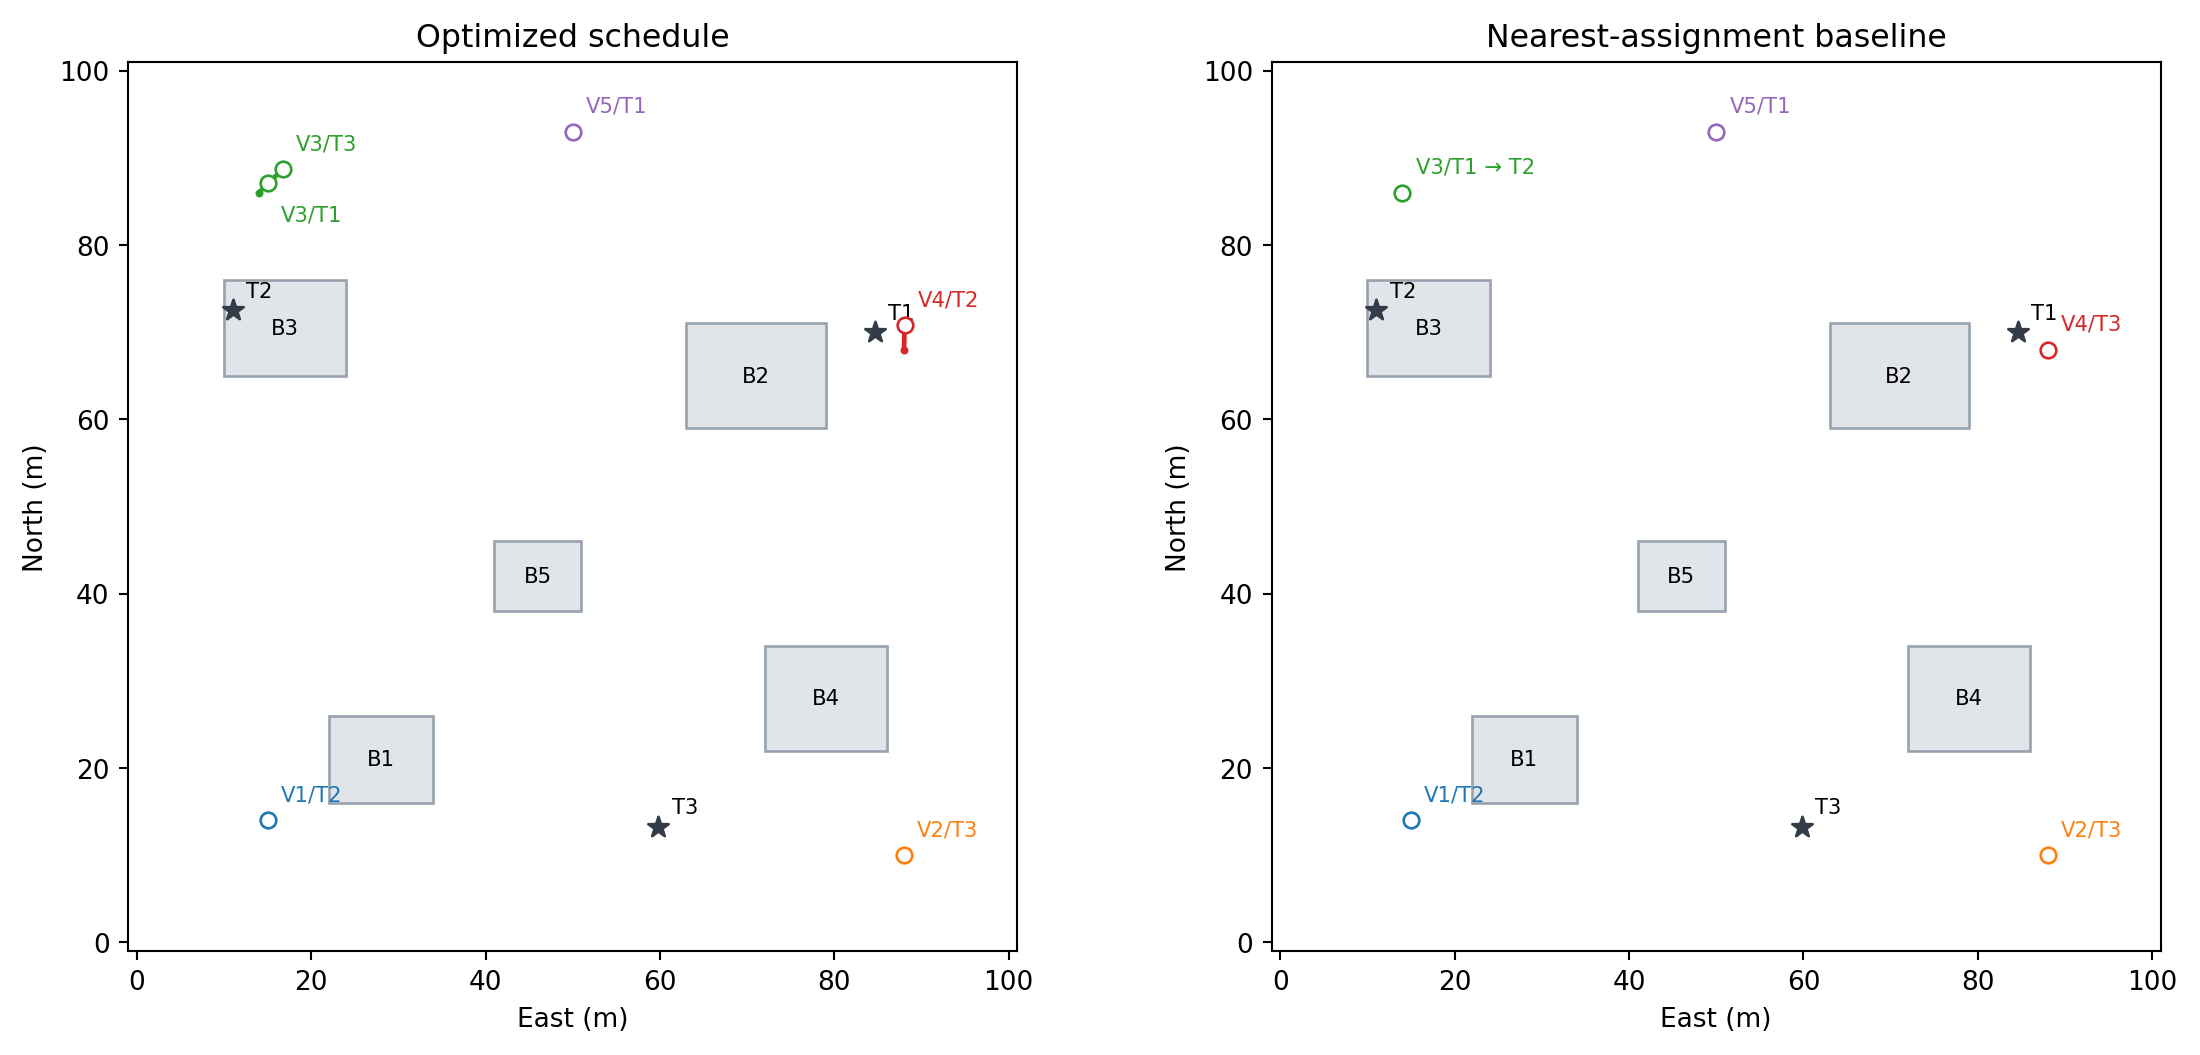 Optimized schedule
100
80
60
40
20
0
North (m)
V5/T1
V3/T3
V3/T1
T2
B3
V4/T2
T1
B2
B5
B4
B1
V1/T2
T3
V2/T3
0
20
40
60
80
100
East (m)
Nearest-assignment baseline
100
80
60
40
20
0
North (m)
V5/T1
V3/T1 → T2
T2
B3
T1
V4/T3
B2
B5
B4
B1
V1/T2
T3
V2/T3
0
20
40
60
80
100
East (m)